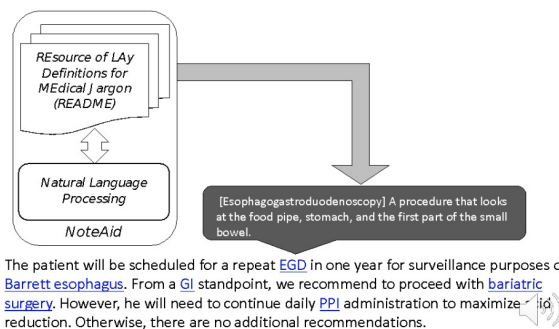 REsource of LAy
Definitions for
MEdical Jargon
(README)
Natural Language
Processing
NoteAid
[Esophagogastroduodenoscopy] A procedure that looks
at the food pipe, stomach, and the first part of the small
bowel.
The patient will be scheduled for a repeat EGD in one year for surveillance purposes
Barrett esophagus. From a GI standpoint, we recommend to proceed with bariatric
surgery. However, he will need to continue daily PPI administration to maximize acid
reduction. Otherwise, there are no additional recommendations.